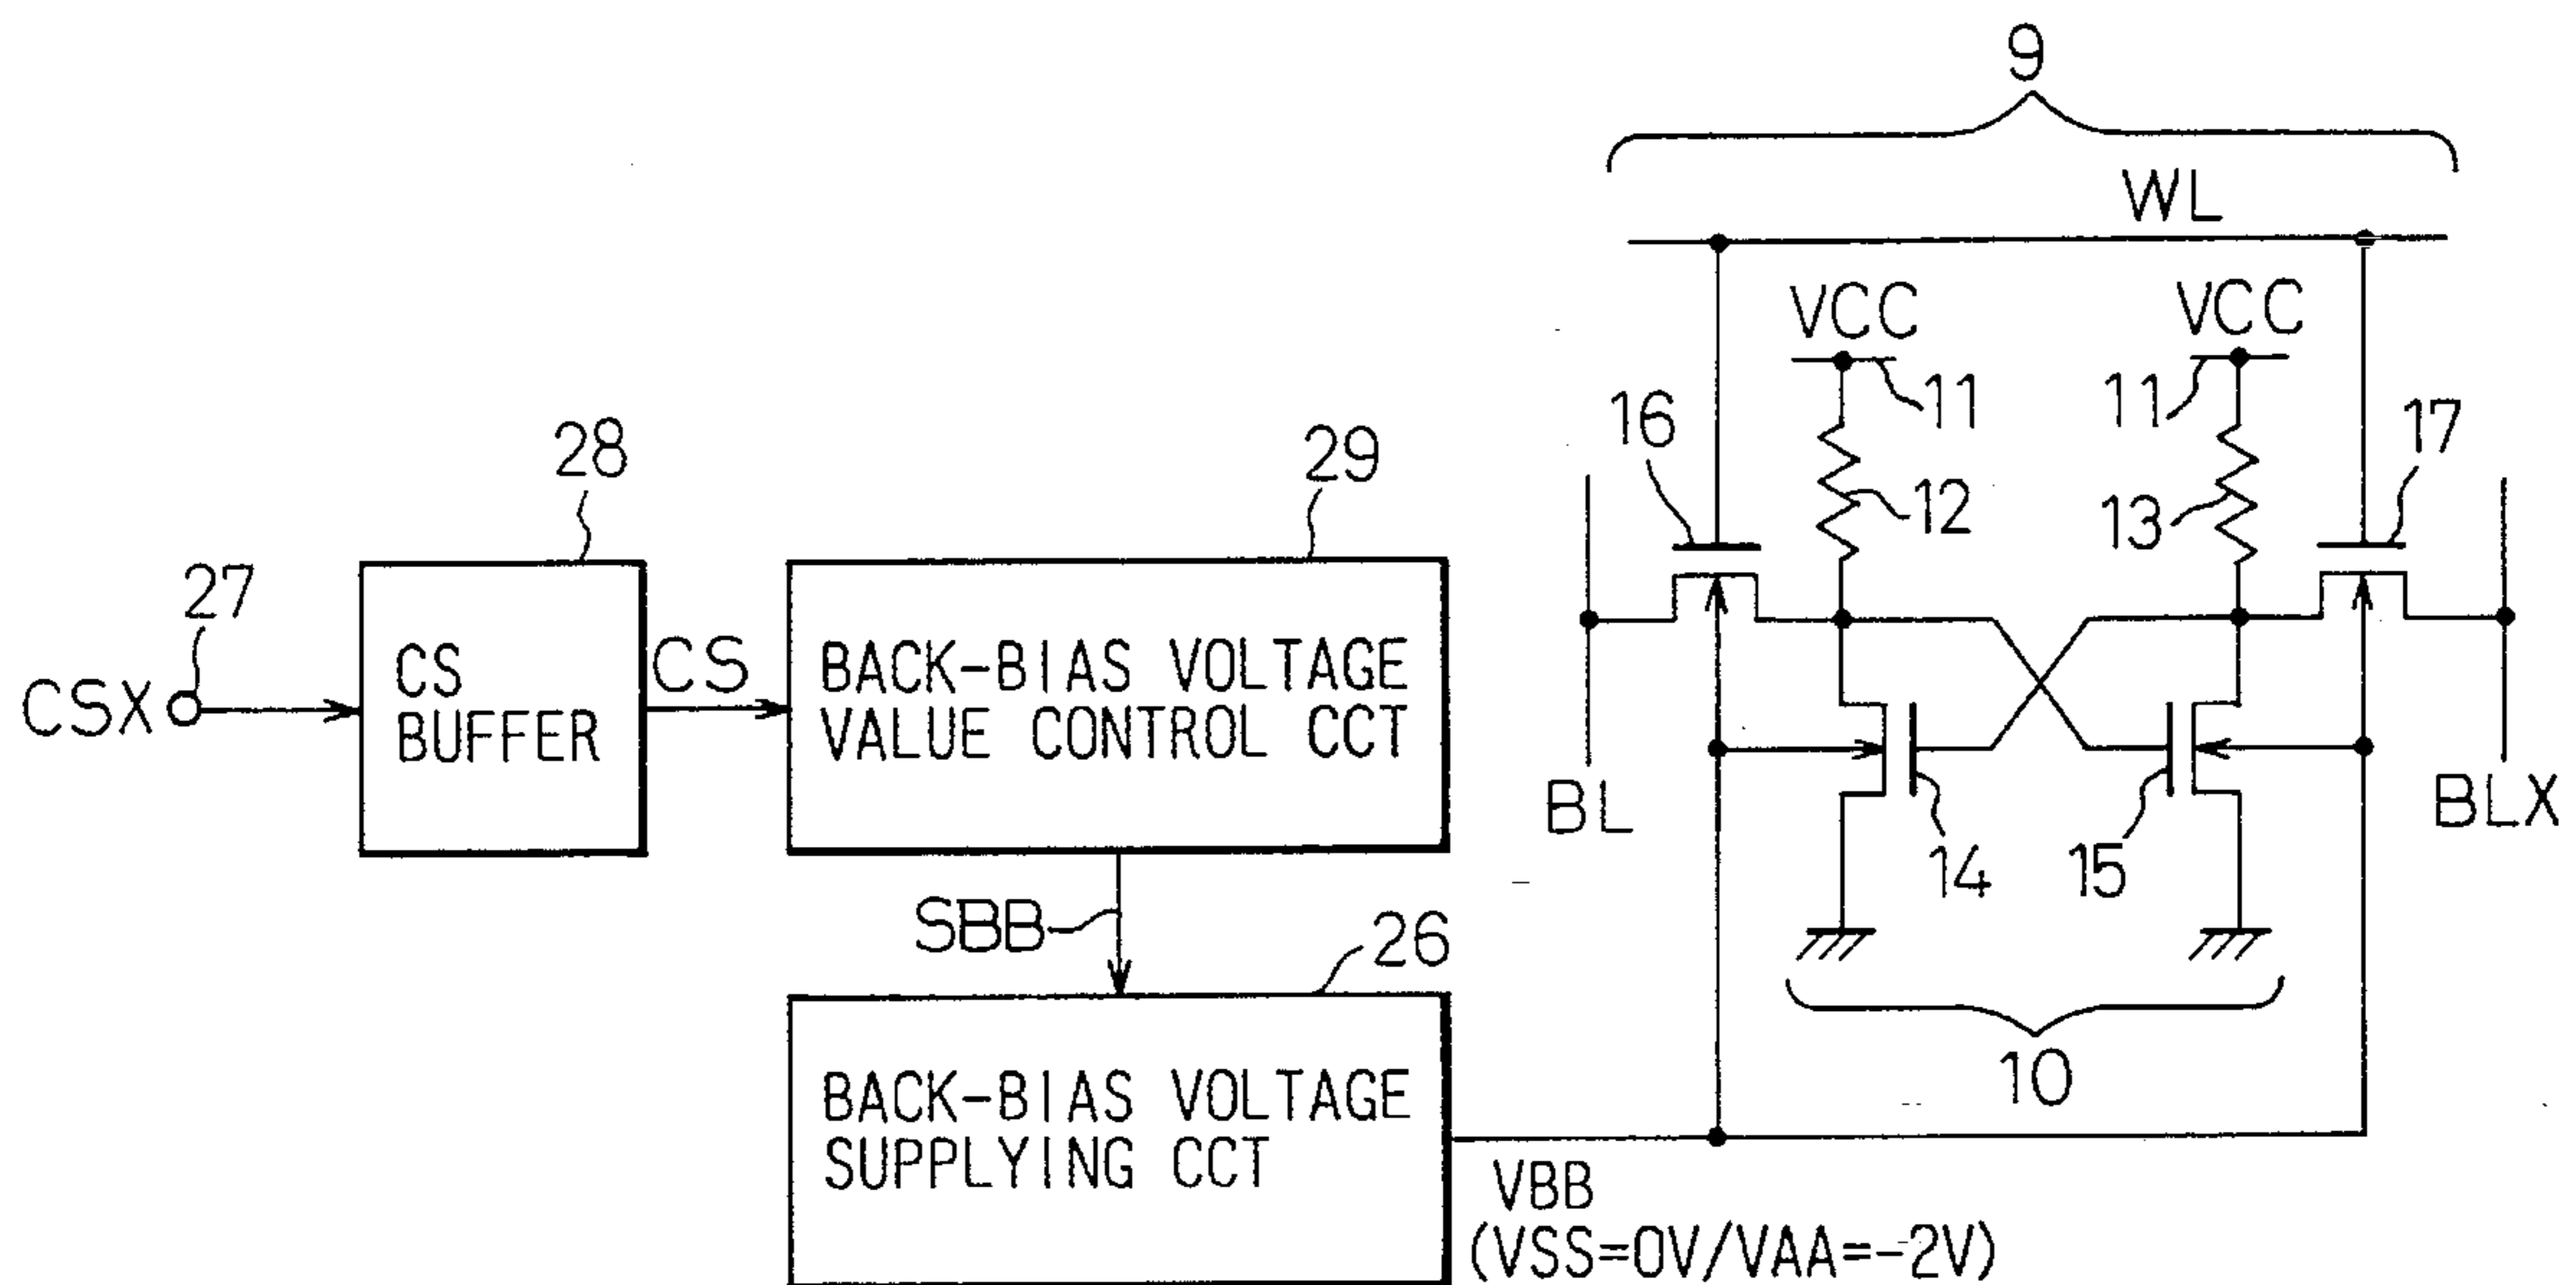 9
WL
VCC
VCC
11
11
16
17
12
13
28
29
27
CSX
CS
BUFFER
CS
BACK-BIAS VOLTAGE
VALUE CONTROL CCT
BL
BLX
14
15
SBB
26
10
BACK-BIAS VOLTAGE
SUPPLYING CCT
VBB
(VSS=0V/VAA=-2V)